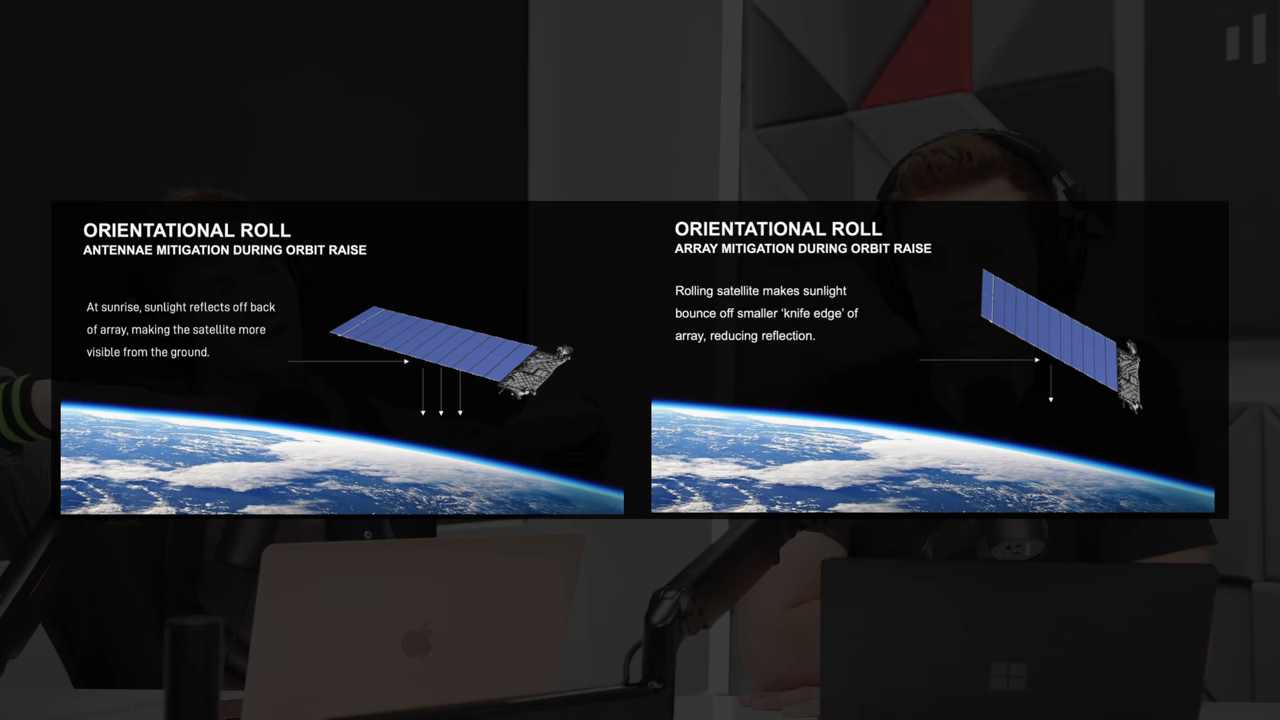 ORIENTATIONAL ROLL
ANTENNAE MITIGATION DURING ORBIT RAISE
At sunrise, sunlight reflects off back
of array, making the satellite more
visible from the ground.
ORIENTATIONAL ROLL
ARRAY MITIGATION DURING ORBIT RAISE
Rolling satellite makes sunlight
bounce off smaller ‘knife edge’ of
array, reducing reflection.